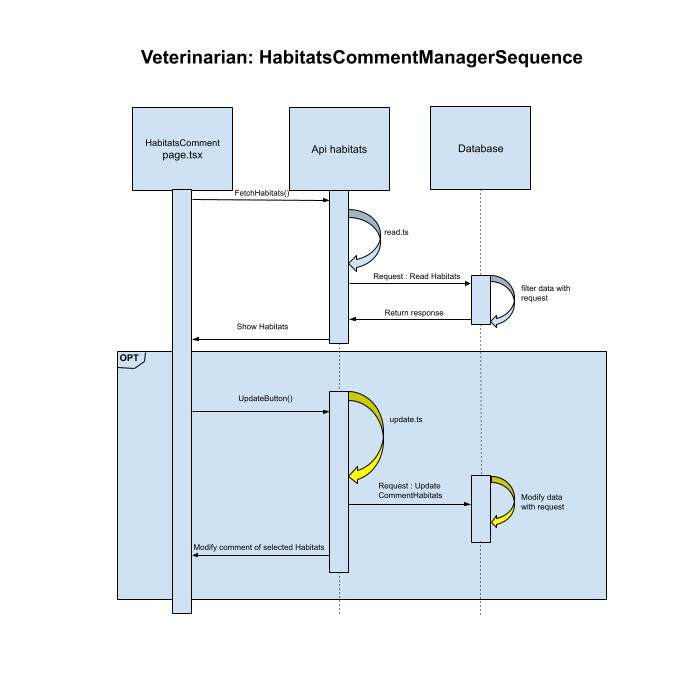 Veterinarian: HabitatsCommentManagerSequence
HabitatsComment
page.tsx
Api habitats
Database
FetchHabitats()
read.ts
Request : Read Habitats
filter data with
request
Return response
Show Habitats
OPT
UpdateButton()
update.ts
Request : Update
CommentHabitats
Modify data
with request
Modify comment of selected Habitats